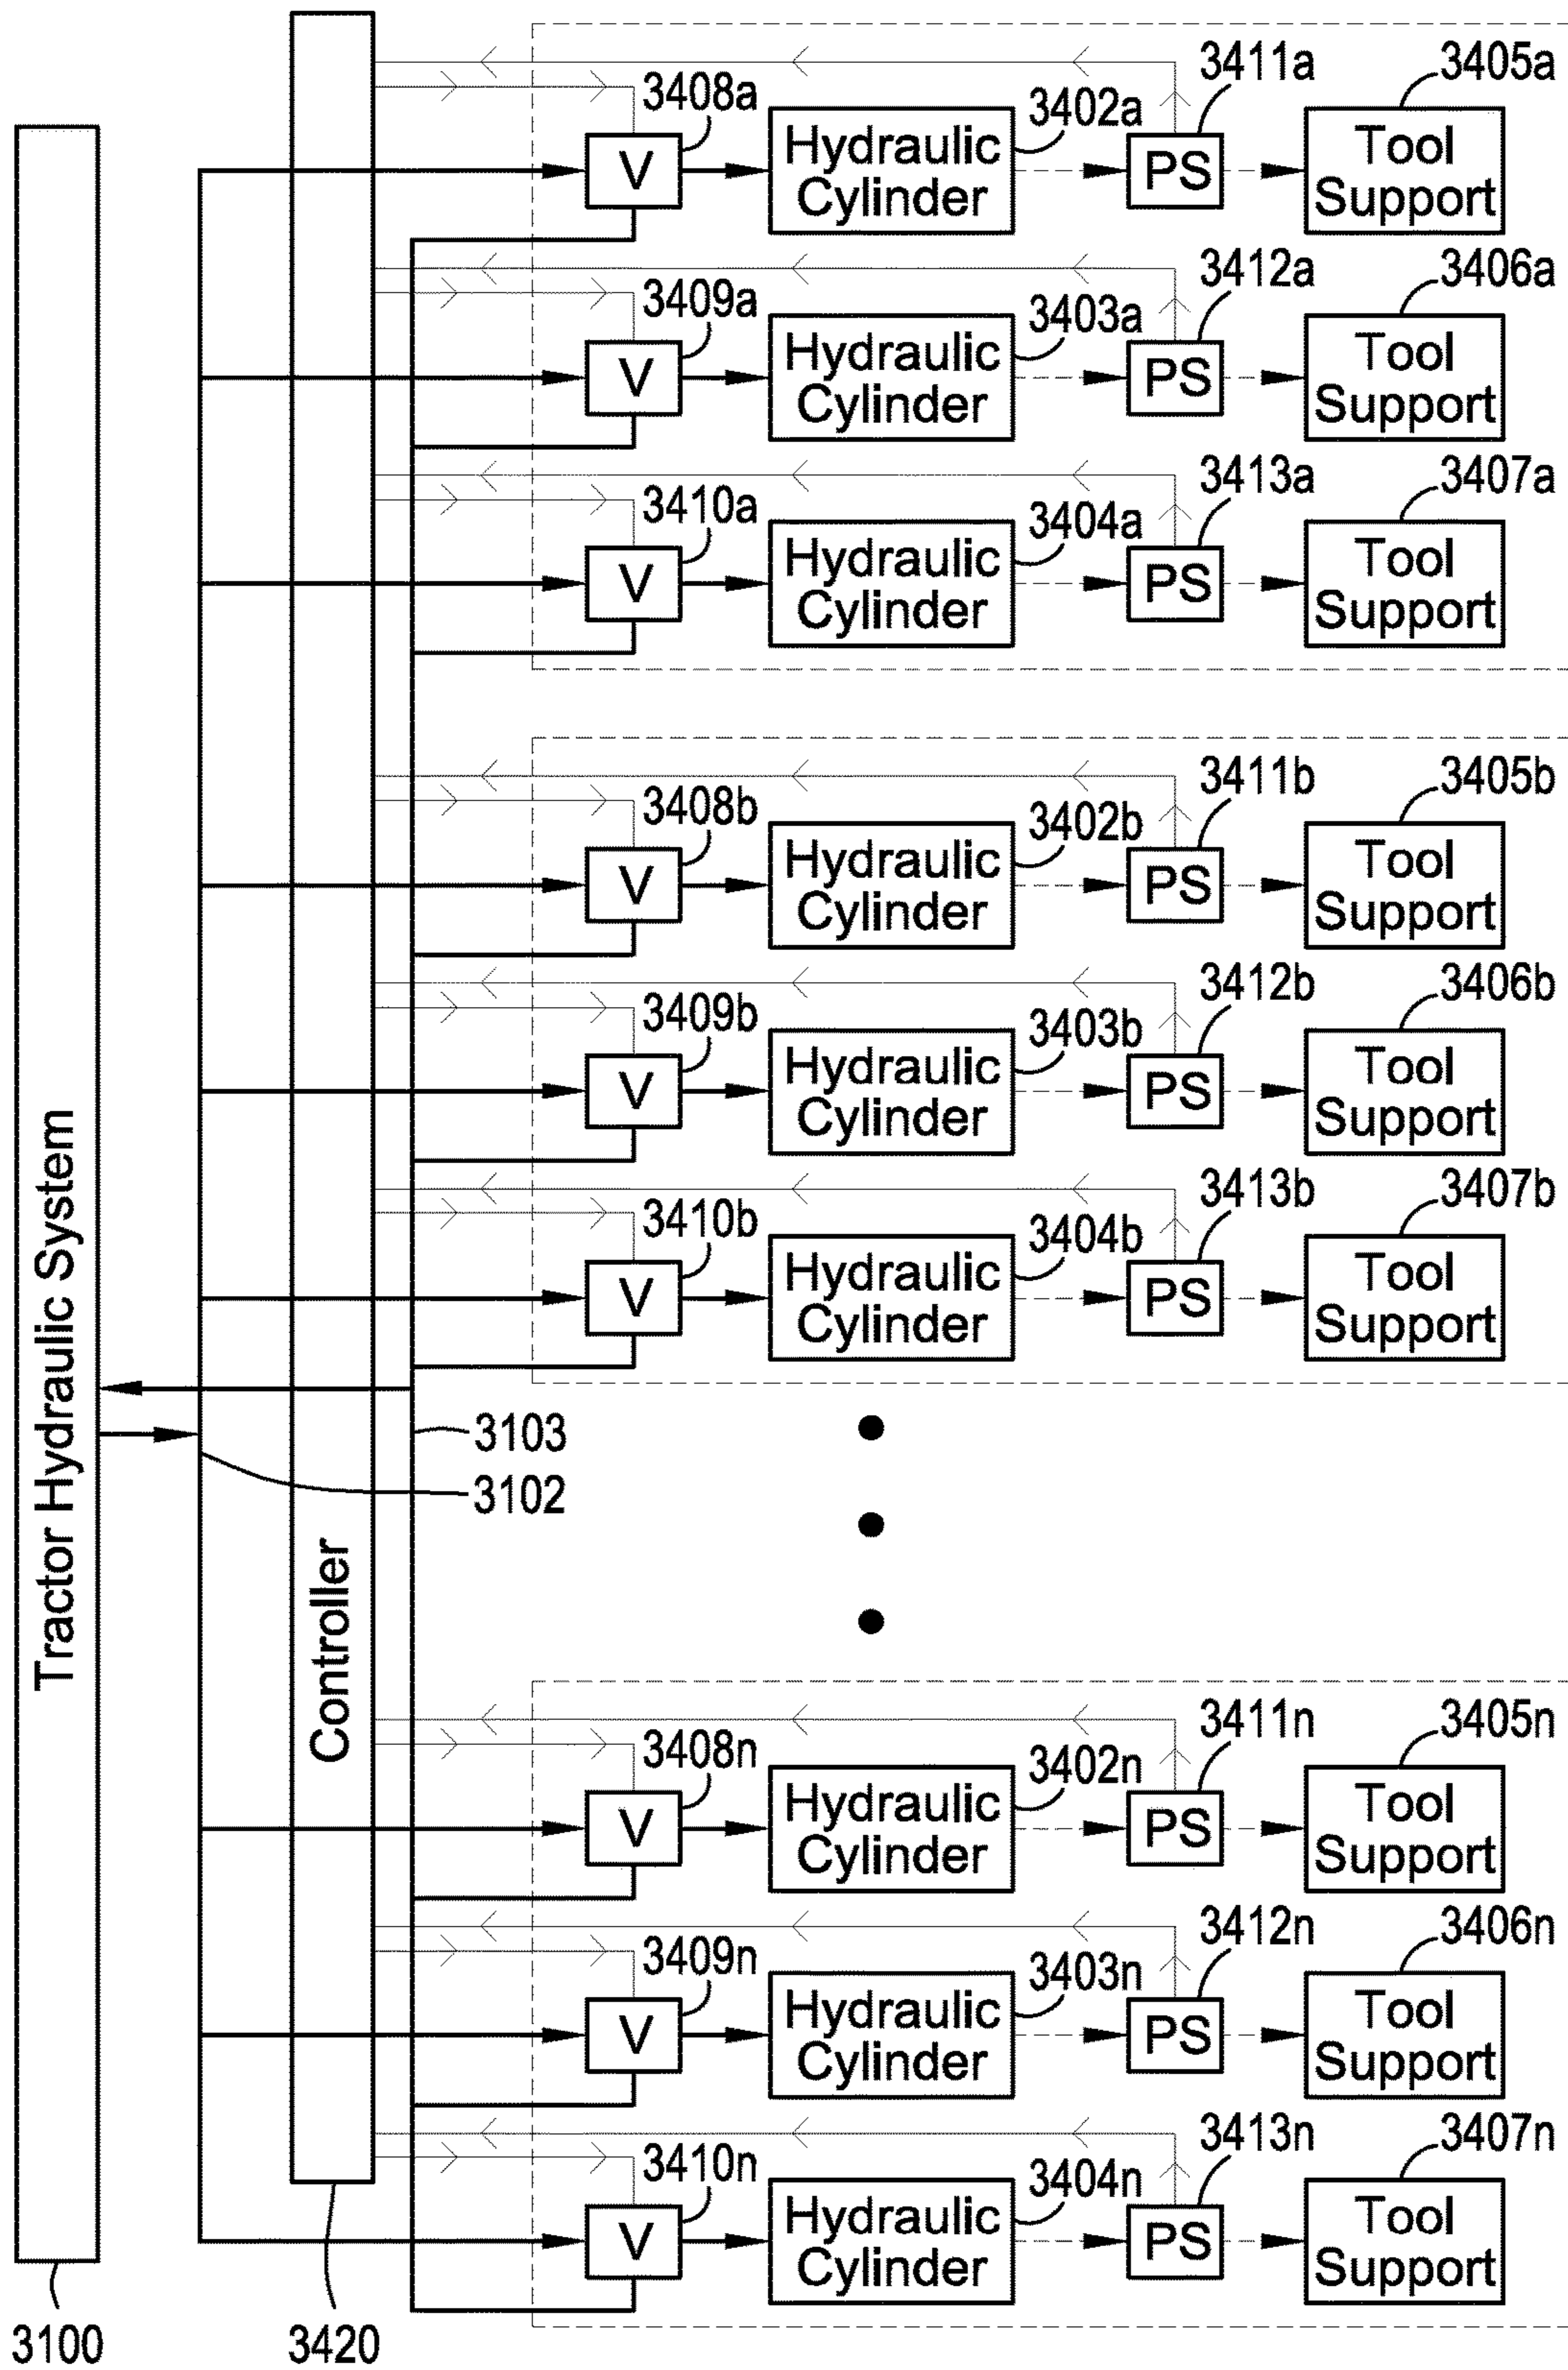 3411a
3405a
3408a
3402a
V
Hydraulic
Cylinder
PS
Tool
Support
3412a
3406a
3409a
3403a
V
Hydraulic
Cylinder
PS
Tool
Support
3413a
3407a
3410a
3404a
V
Hydraulic
Cylinder
PS
Tool
Support
3411b
3405b
3408b
3402b
V
Hydraulic
Cylinder
PS
Tool
Support
3412b
3406b
3409b
3403b
V
Hydraulic
Cylinder
PS
Tool
Support
3413b
3407b
3410b
3404b
V
Hydraulic
Cylinder
PS
Tool
Support
Tractor Hydraulic System
3103
3102
Controller
3411n
3405n
3408n
3402n
V
Hydraulic
Cylinder
PS
Tool
Support
3412n
3406n
3409n
3403n
V
Hydraulic
Cylinder
PS
Tool
Support
3413n
3407n
3410n
3404n
V
Hydraulic
Cylinder
PS
Tool
Support
3100
3420